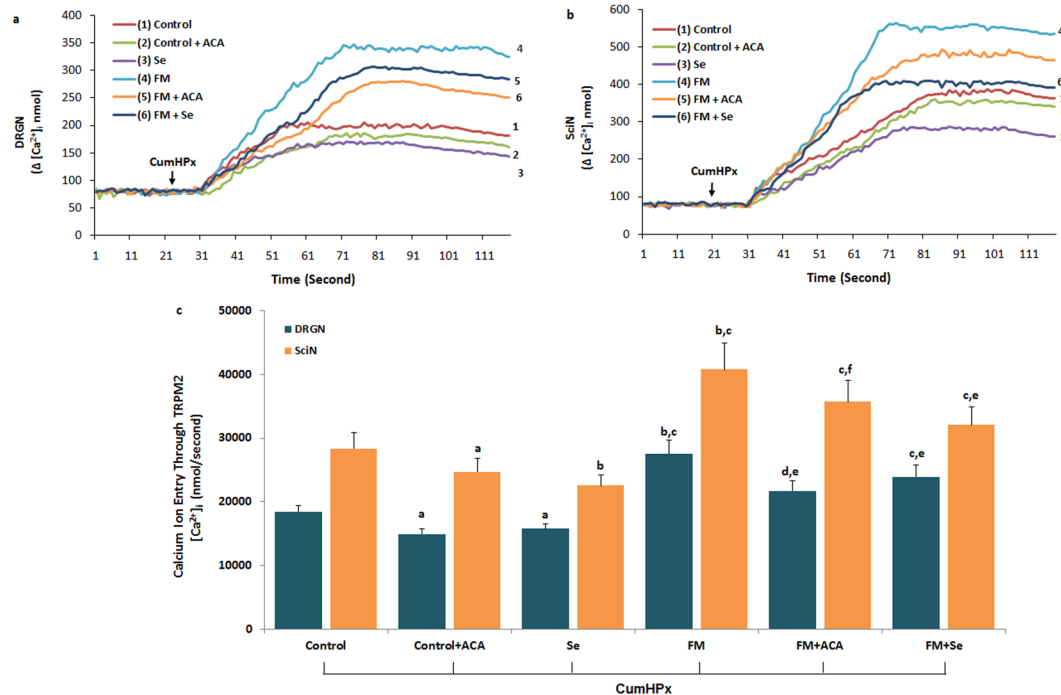 a
(1) Control
(2) Control + ACA
(3) Se
(4) FM
(5) FM + ACA
(6) FM + Se
DRGN
(Δ [Ca²⁺]ᵢ nmol)
400
350
300
250
200
150
100
50
0
CumHPx
4
5
6
1
2
3
1 11 21 31 41 51 61 71 81 91 101 111
Time (Second)
b
(1) Control
(2) Control + ACA
(3) Se
(4) FM
(5) FM + ACA
(6) FM + Se
SciN
(Δ [Ca²⁺]ᵢ nmol)
600
500
400
300
200
100
0
CumHPx
4
6
1 11 21 31 41 51 61 71 81 91 101 111
Time (Second)
c
DRGN
SciN
Calcium Ion Entry Through TRPM2
[Ca²⁺]ᵢ (nmol/second)
50000
40000
30000
20000
10000
0
a
a
a
b
b,c
b,c
d,e
c,f
c,e
c,e
Control Control+ACA Se FM FM+ACA FM+Se
CumHPx